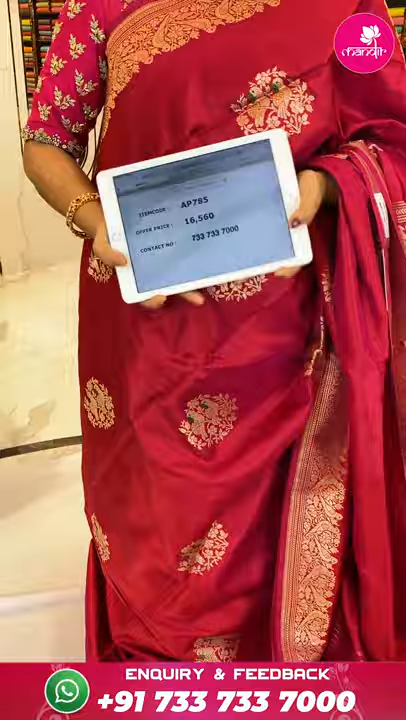 mandir
ITEMCODE : AP785
OFFER PRICE : 16,560
CONTACT NO : 733 733 7000
ENQUIRY & FEEDBACK
+91 733 733 7000